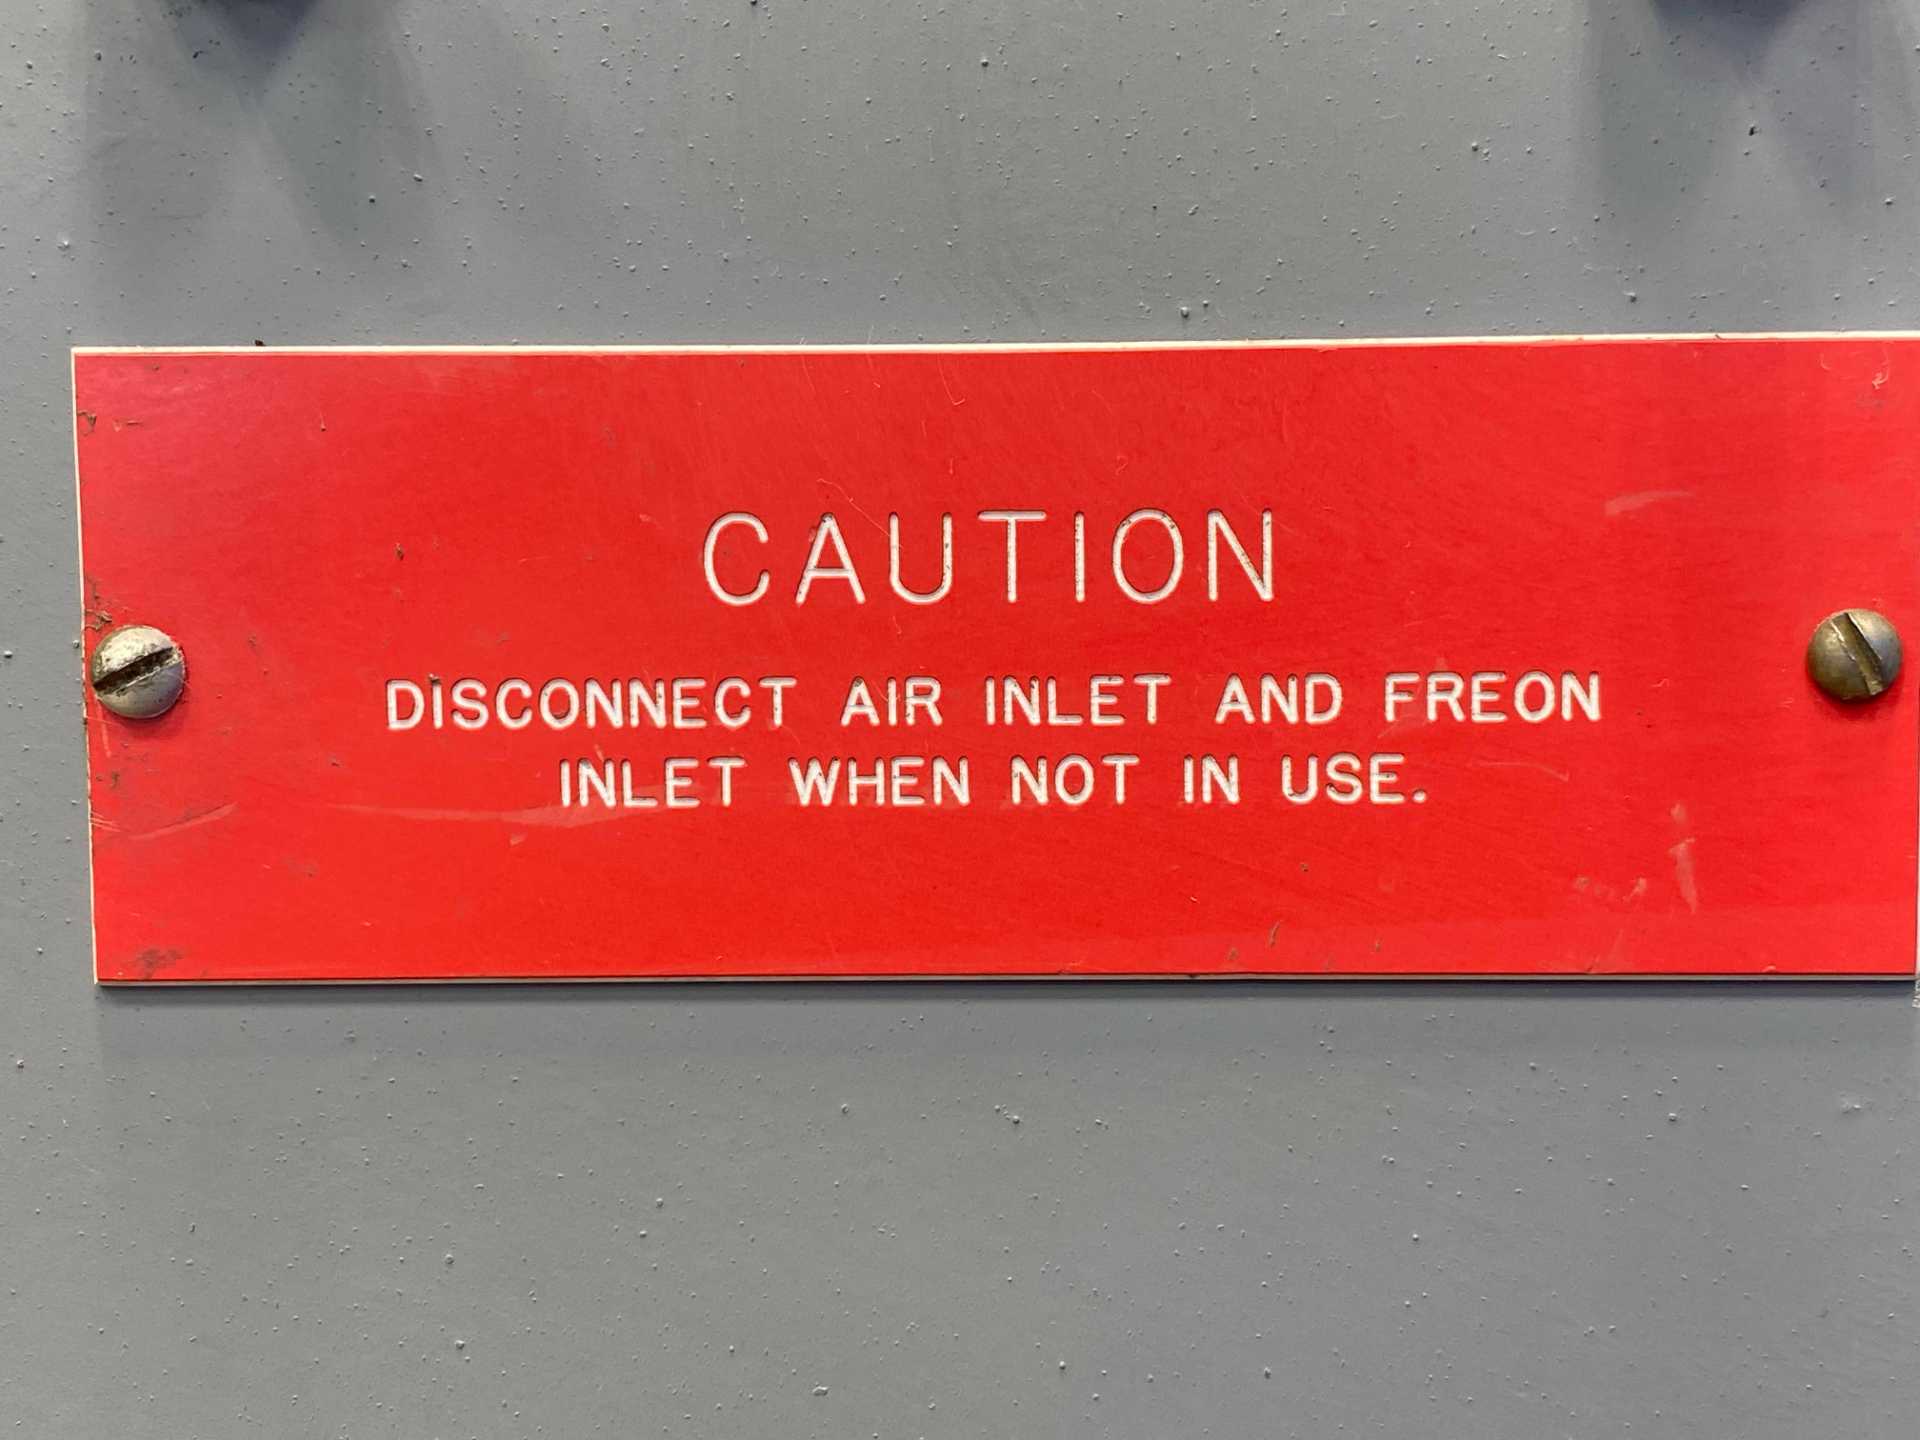 CAUTION
DISCONNECT AIR INLET AND FREON
INLET WHEN NOT IN USE.